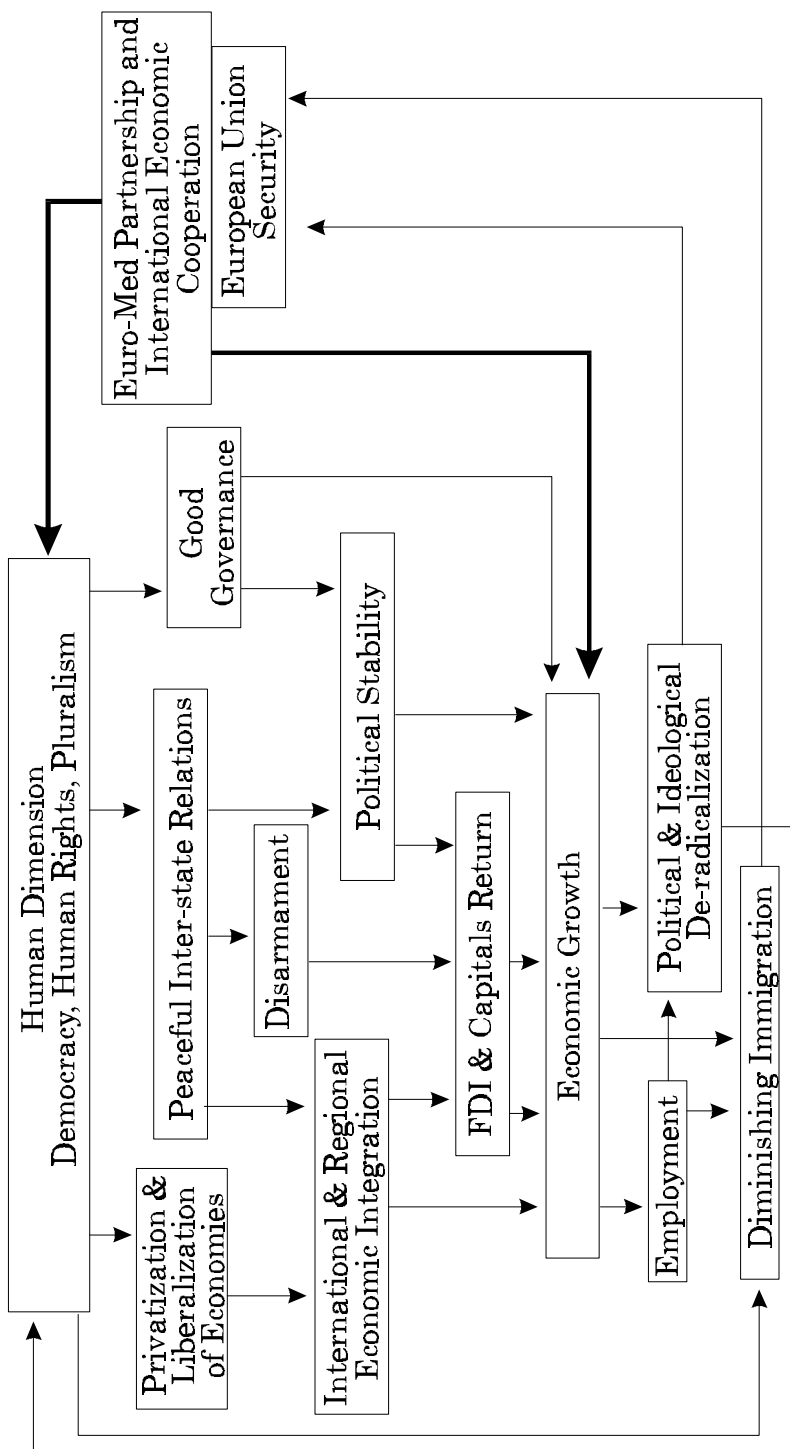 Human Dimension
Democracy, Human Rights, Pluralism
Euro-Med Partnership and
International Economic
Cooperation
European Union
Security
Privatization &
Liberalization
of Economies
Peaceful Inter-state Relations
Good
Governance
Disarmament
International & Regional
Economic Integration
Political Stability
FDI & Capitals Return
Economic Growth
Employment
Political & Ideological
De-radicalization
Diminishing Immigration